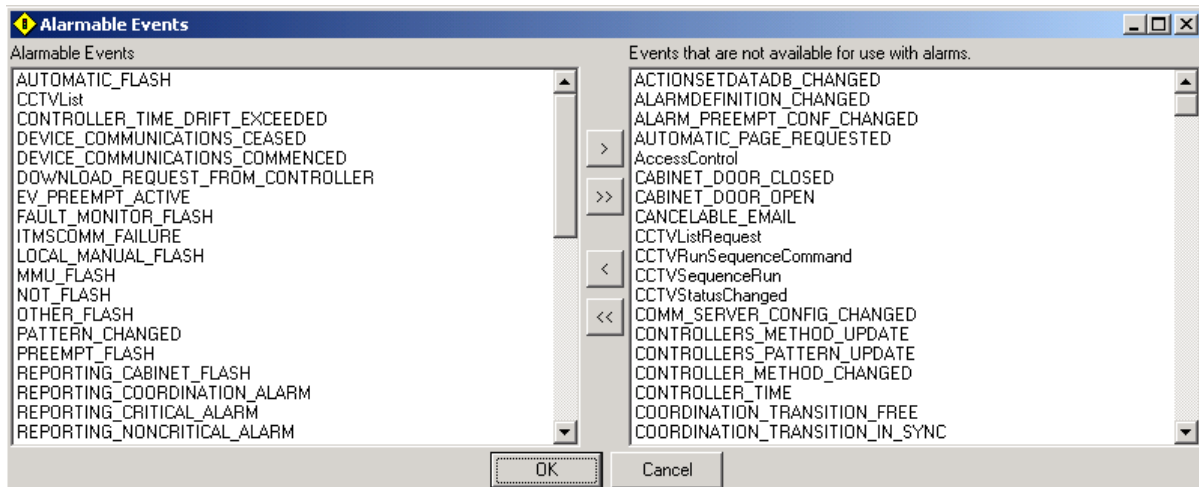 Alarmable Events
Alarmable Events
AUTOMATIC_FLASH
CCTVList
CONTROLLER_TIME_DRIFT_EXCEEDED
DEVICE_COMMUNICATIONS_CEASED
DEVICE_COMMUNICATIONS_COMMENCED
DOWNLOAD_REQUEST_FROM_CONTROLLER
EV_PREEMPT_ACTIVE
FAULT_MONITOR_FLASH
ITMSCOMM_FAILURE
LOCAL_MANUAL_FLASH
MMU_FLASH
NOT_FLASH
OTHER_FLASH
PATTERN_CHANGED
PREEMPT_FLASH
REPORTING_CABINET_FLASH
REPORTING_COORDINATION_ALARM
REPORTING_CRITICAL_ALARM
REPORTING_NONCRITICAL_ALARM
>
>>
<
<<
Events that are not available for use with alarms.
ACTIONSETDATADB_CHANGED
ALARMDEFINITION_CHANGED
ALARM_PREEMPT_CONF_CHANGED
AUTOMATIC_PAGE_REQUESTED
AccessControl
CABINET_DOOR_CLOSED
CABINET_DOOR_OPEN
CANCELABLE_EMAIL
CCTVListRequest
CCTVRunSequenceCommand
CCTVSequenceRun
CCTVStatusChanged
COMM_SERVER_CONFIG_CHANGED
CONTROLLERS_METHOD_UPDATE
CONTROLLERS_PATTERN_UPDATE
CONTROLLER_METHOD_CHANGED
CONTROLLER_TIME
COORDINATION_TRANSITION_FREE
COORDINATION_TRANSITION_IN_SYNC
OK
Cancel